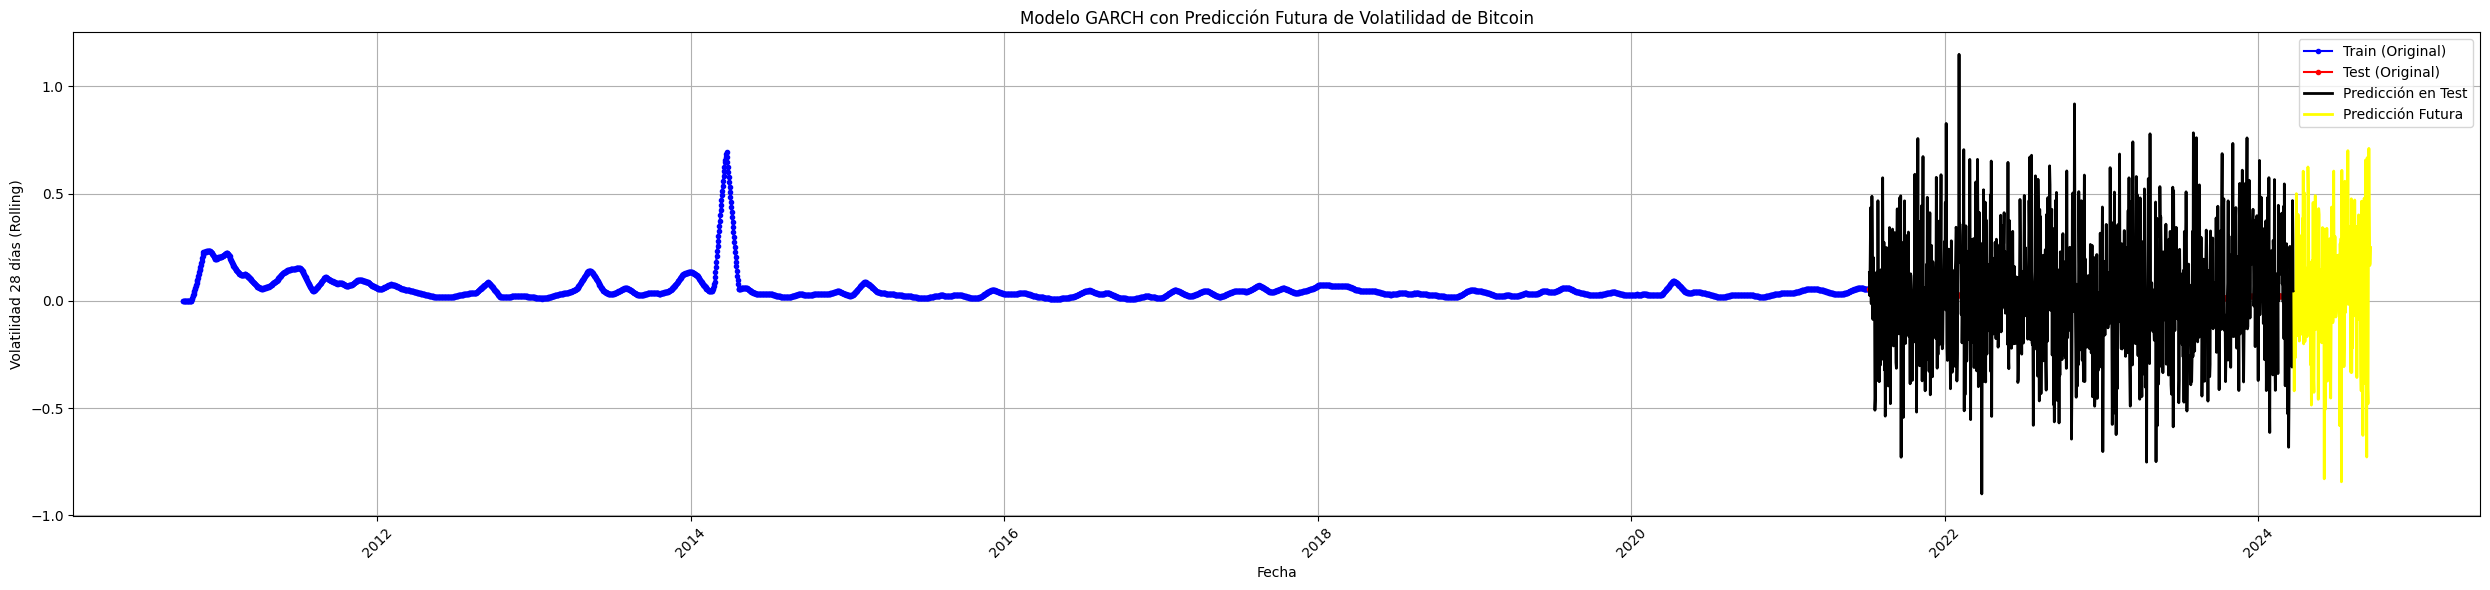 Modelo GARCH con Predicción Futura de Volatilidad de Bitcoin
Train (Original)
Test (Original)
Predicción en Test
Predicción Futura
Volatilidad 28 días (Rolling)
1.0
0.5
0.0
−0.5
−1.0
2012
2014
2016
2018
2020
2022
2024
Fecha